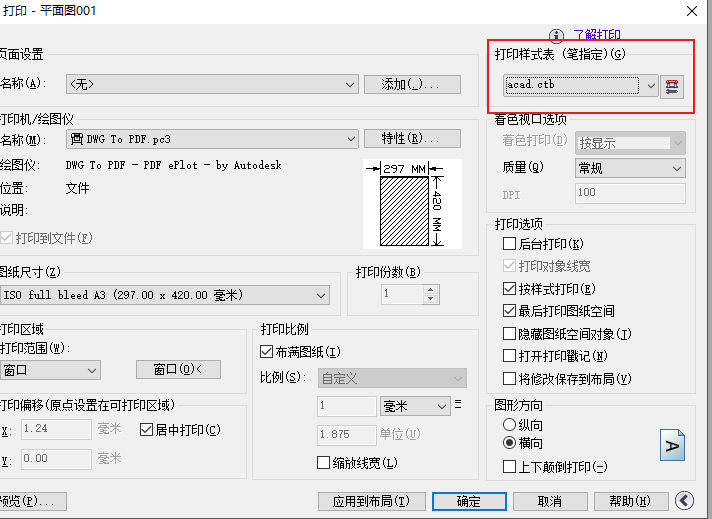 打印 - 平面图001
了解打印
页面设置
名称(A):
<无>
添加(.)...
打印机/绘图仪
名称(M):
DWG To PDF.pc3
特性(R)...
绘图仪:
DWG To PDF - PDF ePlot - by Autodesk
位置:
文件
说明:
打印到文件(F)
297 MM
420 MM
图纸尺寸(Z)
ISO full bleed A3 (297.00 x 420.00 毫米)
打印份数(B)
1
打印区域
打印范围(W):
窗口
窗口(O)<
打印比例
布满图纸(I)
比例(S):
自定义
1
毫米
=
1.875
单位(U)
缩放线宽(L)
打印偏移(原点设置在可打印区域)
X:
1.24
毫米
居中打印(C)
Y:
0.00
毫米
打印样式表 (笔指定)(G)
acad.ctb
着色视口选项
着色打印(D)
按显示
质量(Q)
常规
DPI
100
打印选项
后台打印(K)
打印对象线宽
按样式打印(E)
最后打印图纸空间
隐藏图纸空间对象(J)
打开打印戳记(N)
将修改保存到布局(V)
图形方向
纵向
横向
上下颠倒打印(-)
A
预览(P)...
应用到布局(T)
确定
取消
帮助(H)